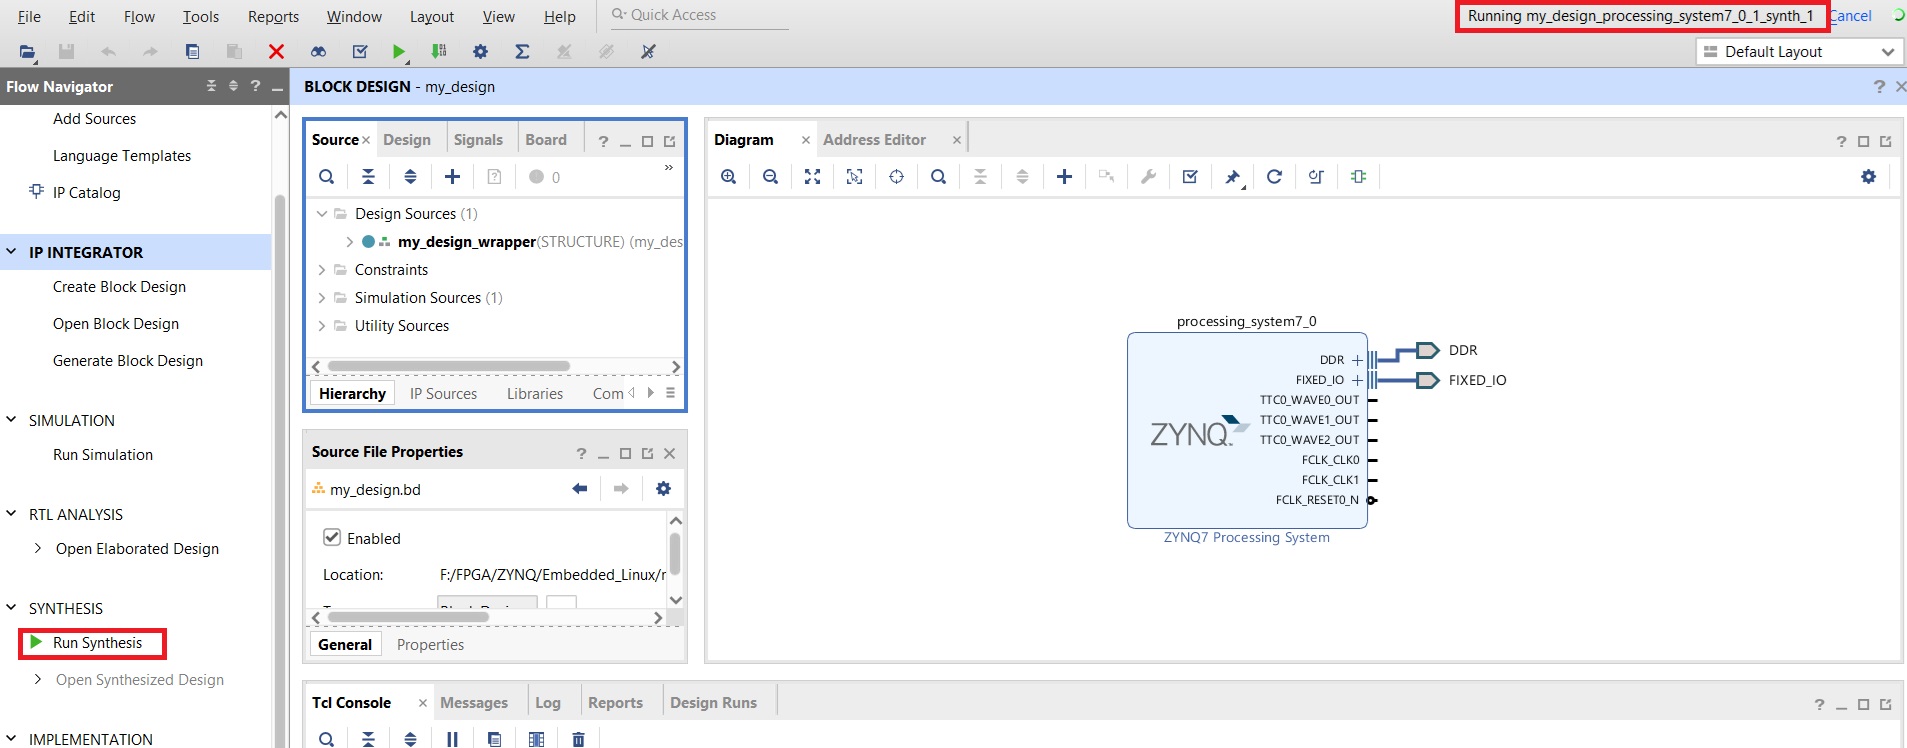 File Edit Flow Tools Reports Window Layout View Help Quick Access Running my_design_processing_system7_0_1_synth_1 Cancel
Default Layout
Flow Navigator
Add Sources
Language Templates
IP Catalog
IP INTEGRATOR
Create Block Design
Open Block Design
Generate Block Design
SIMULATION
Run Simulation
RTL ANALYSIS
Open Elaborated Design
SYNTHESIS
Run Synthesis
Open Synthesized Design
IMPLEMENTATION
BLOCK DESIGN - my_design
Source Design Signals Board
0
Design Sources (1)
my_design_wrapper(STRUCTURE) (my_des
Constraints
Simulation Sources (1)
Utility Sources
Hierarchy IP Sources Libraries Com
Source File Properties
my_design.bd
Enabled
Location: F:/FPGA/ZYNQ/Embedded_Linux/r
General Properties
Diagram Address Editor
processing_system7_0
DDR DDR
FIXED_IO FIXED_IO
TTC0_WAVE0_OUT
TTC0_WAVE1_OUT
ZYNQ
TTC0_WAVE2_OUT
FCLK_CLK0
FCLK_CLK1
FCLK_RESET0_N
ZYNQ7 Processing System
Tcl Console Messages Log Reports Design Runs